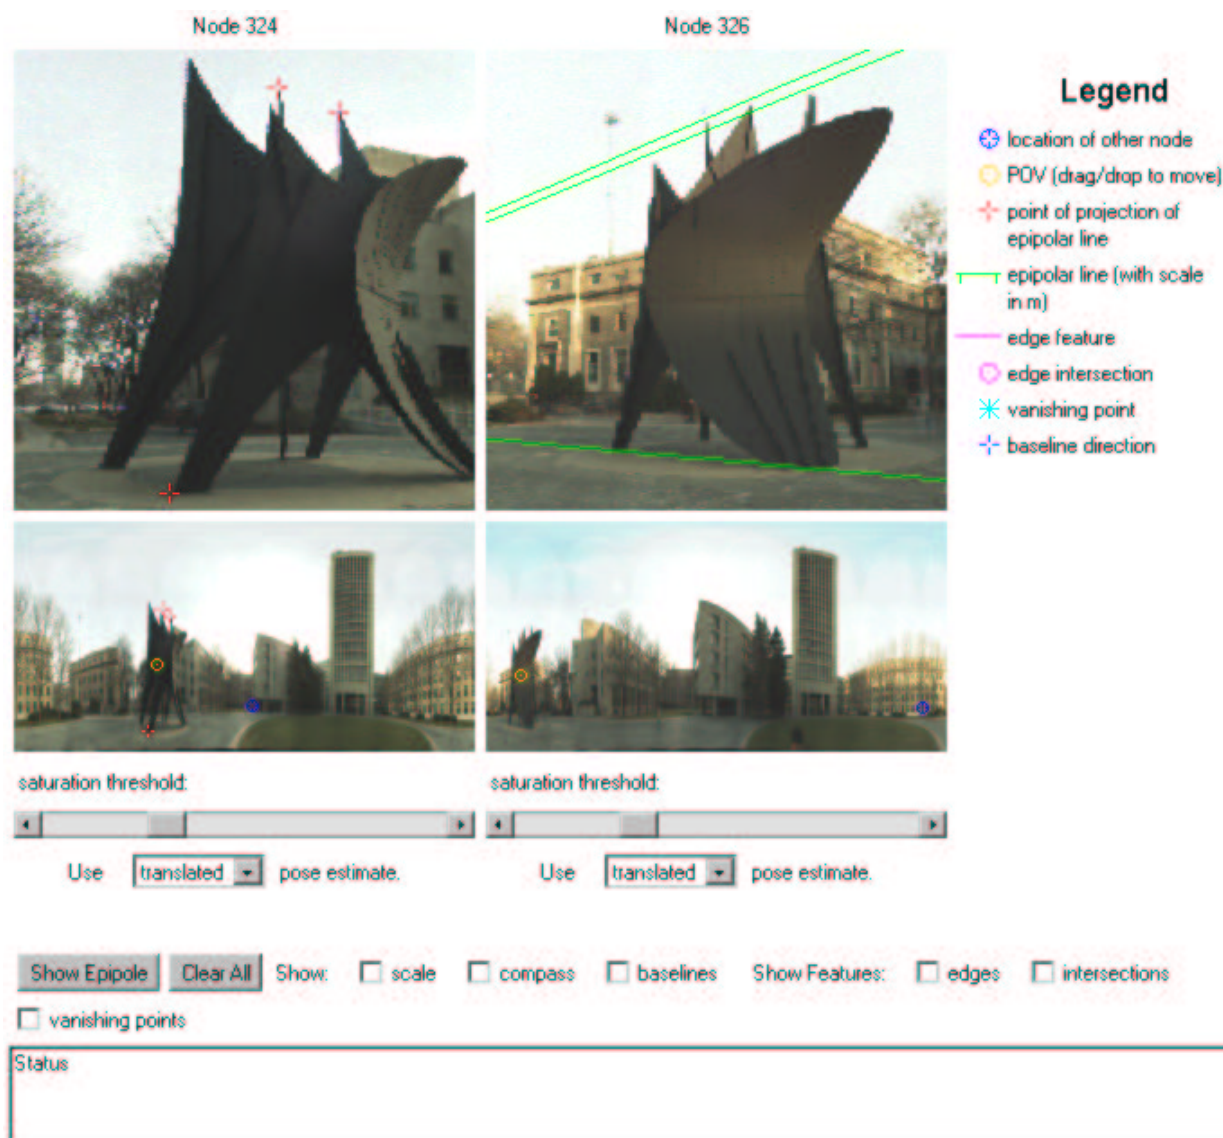 Node 324
Node 326
Legend
location of other node
POV (drag/drop to move)
point of projection of
epipolar line
epipolar line (with scale
in m)
edge feature
edge intersection
vanishing point
baseline direction
saturation threshold:
saturation threshold:
Use translated pose estimate.
Use translated pose estimate.
Show Epipole Clear All Show: scale compass baselines Show Features: edges intersections
vanishing points
Status